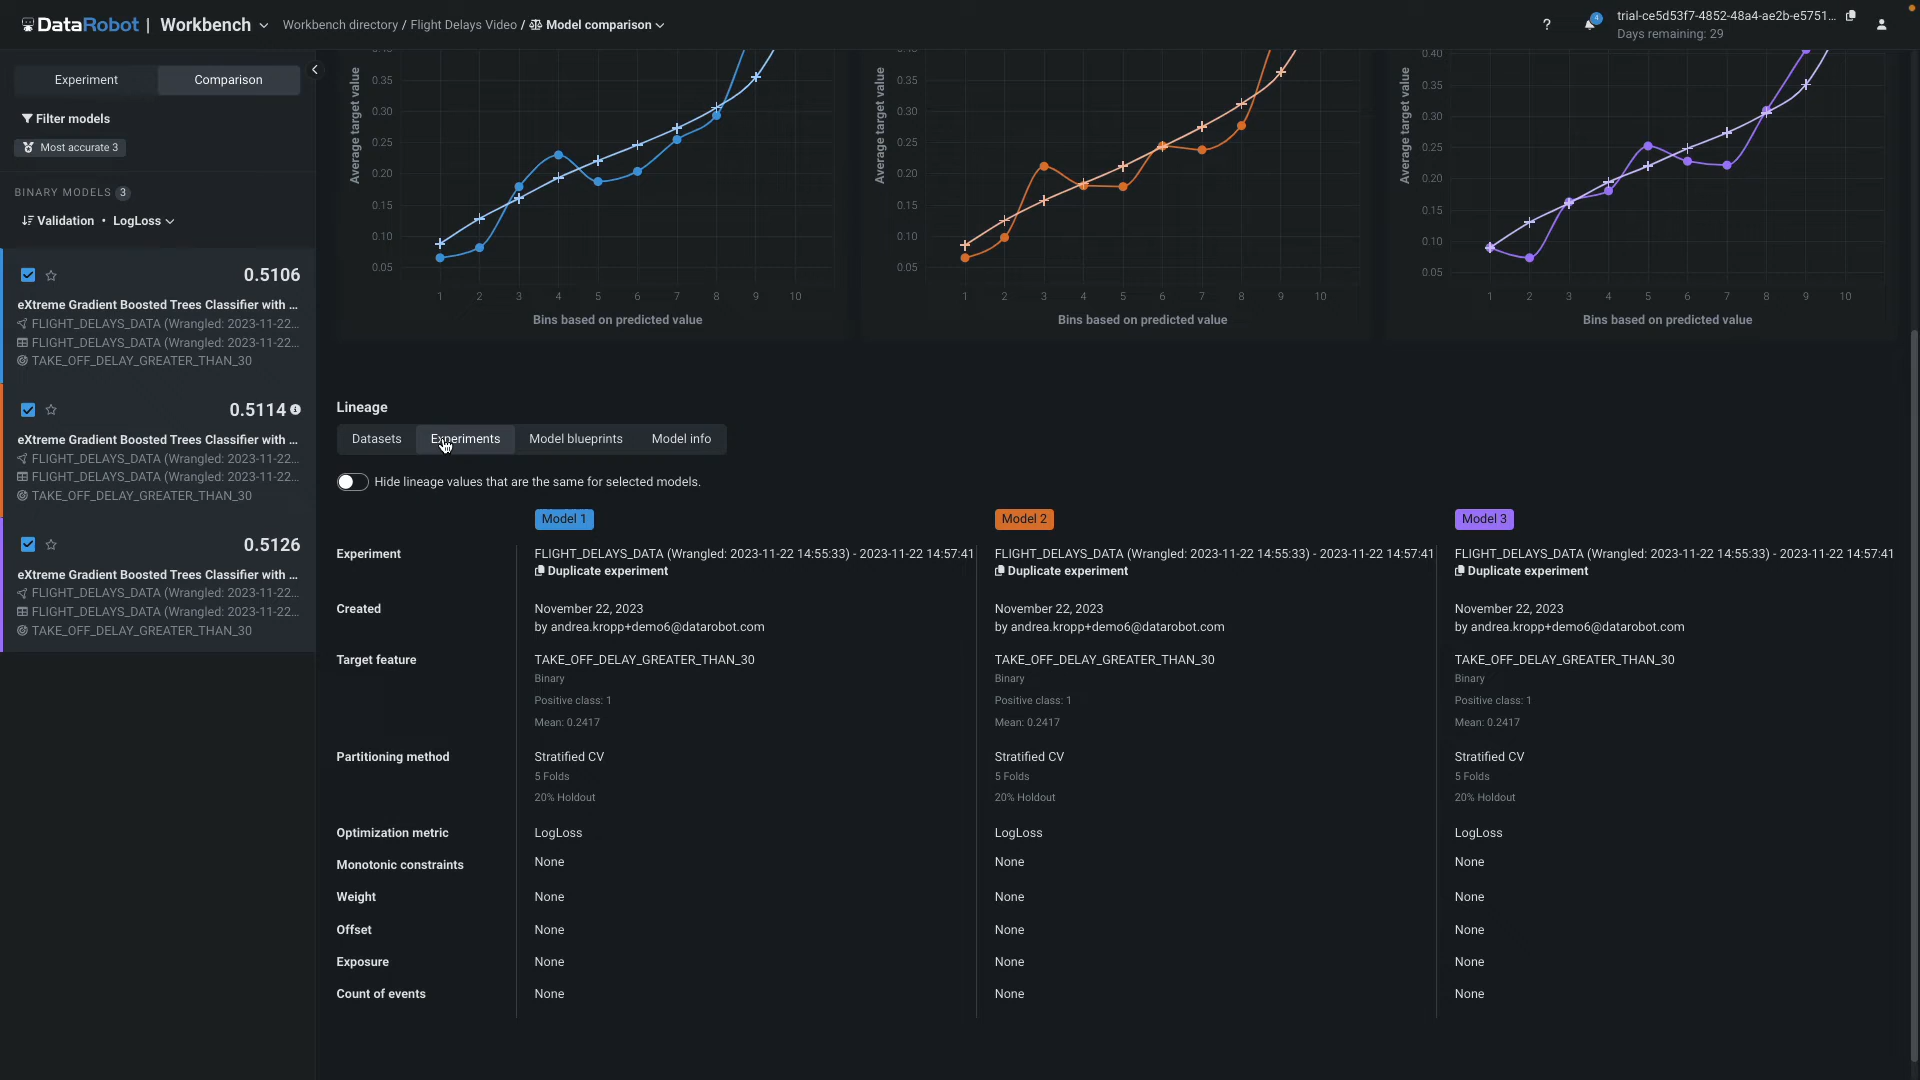 DataRobot | Workbench
Workbench directory / Flight Delays Video / Model comparison
?
4
trial-ce5d53f7-4852-48a4-ae2b-e5751...
Days remaining: 29
Experiment
Comparison
Filter models
Most accurate 3
BINARY MODELS 3
Validation • LogLoss
0.5106
eXtreme Gradient Boosted Trees Classifier with ...
FLIGHT_DELAYS_DATA (Wrangled: 2023-11-22...
FLIGHT_DELAYS_DATA (Wrangled: 2023-11-22...
TAKE_OFF_DELAY_GREATER_THAN_30
0.5114
eXtreme Gradient Boosted Trees Classifier with ...
FLIGHT_DELAYS_DATA (Wrangled: 2023-11-22...
FLIGHT_DELAYS_DATA (Wrangled: 2023-11-22...
TAKE_OFF_DELAY_GREATER_THAN_30
0.5126
eXtreme Gradient Boosted Trees Classifier with ...
FLIGHT_DELAYS_DATA (Wrangled: 2023-11-22...
FLIGHT_DELAYS_DATA (Wrangled: 2023-11-22...
TAKE_OFF_DELAY_GREATER_THAN_30
Average target value
0.35
0.30
0.25
0.20
0.15
0.10
0.05
1 2 3 4 5 6 7 8 9 10
Bins based on predicted value
Average target value
0.35
0.30
0.25
0.20
0.15
0.10
0.05
1 2 3 4 5 6 7 8 9 10
Bins based on predicted value
Average target value
0.40
0.35
0.30
0.25
0.20
0.15
0.10
0.05
1 2 3 4 5 6 7 8 9 10
Bins based on predicted value
Lineage
Datasets Experiments Model blueprints Model info
Hide lineage values that are the same for selected models.
Model 1 Model 2 Model 3
Experiment FLIGHT_DELAYS_DATA (Wrangled: 2023-11-22 14:55:33) - 2023-11-22 14:57:41 FLIGHT_DELAYS_DATA (Wrangled: 2023-11-22 14:55:33) - 2023-11-22 14:57:41 FLIGHT_DELAYS_DATA (Wrangled: 2023-11-22 14:55:33) - 2023-11-22 14:57:41
Duplicate experiment Duplicate experiment Duplicate experiment
Created November 22, 2023 November 22, 2023 November 22, 2023
by andrea.kropp+demo6@datarobot.com by andrea.kropp+demo6@datarobot.com by andrea.kropp+demo6@datarobot.com
Target feature TAKE_OFF_DELAY_GREATER_THAN_30 TAKE_OFF_DELAY_GREATER_THAN_30 TAKE_OFF_DELAY_GREATER_THAN_30
Binary Binary Binary
Positive class: 1 Positive class: 1 Positive class: 1
Mean: 0.2417 Mean: 0.2417 Mean: 0.2417
Partitioning method Stratified CV Stratified CV Stratified CV
5 Folds 5 Folds 5 Folds
20% Holdout 20% Holdout 20% Holdout
Optimization metric LogLoss LogLoss LogLoss
Monotonic constraints None None None
Weight None None None
Offset None None None
Exposure None None None
Count of events None None None